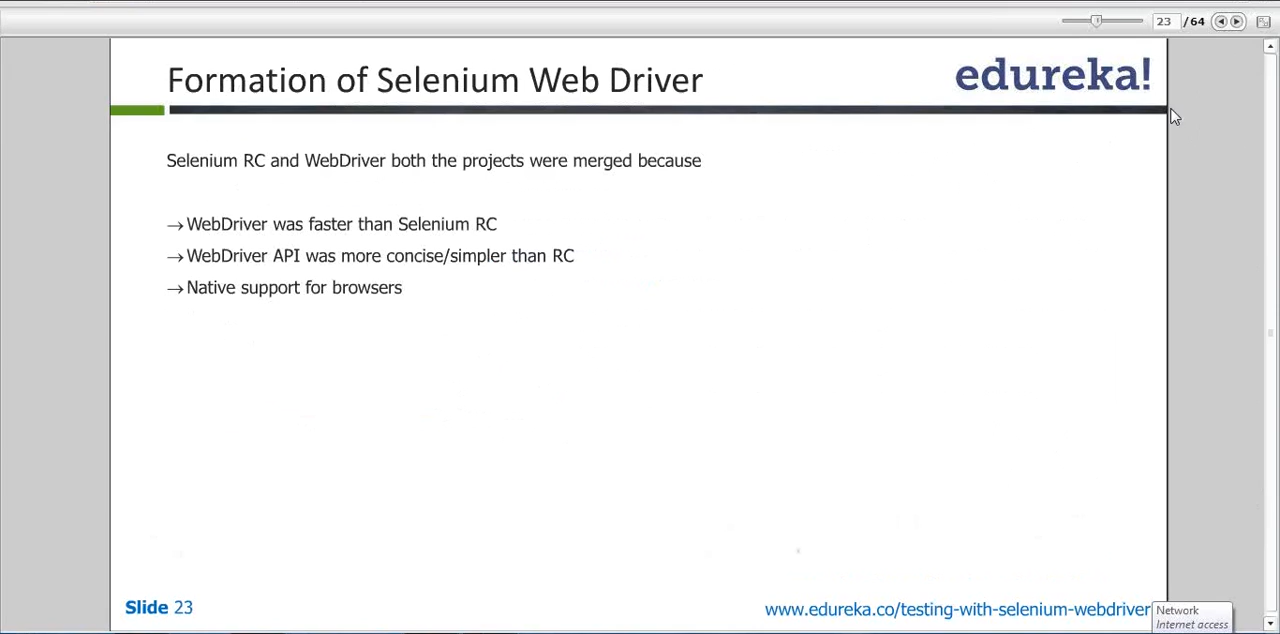 23 /64
Formation of Selenium Web Driver
edureka!
Selenium RC and WebDriver both the projects were merged because
→WebDriver was faster than Selenium RC
→WebDriver API was more concise/simpler than RC
→Native support for browsers
Slide 23
www.edureka.co/testing-with-selenium-webdriver
Network
Internet access